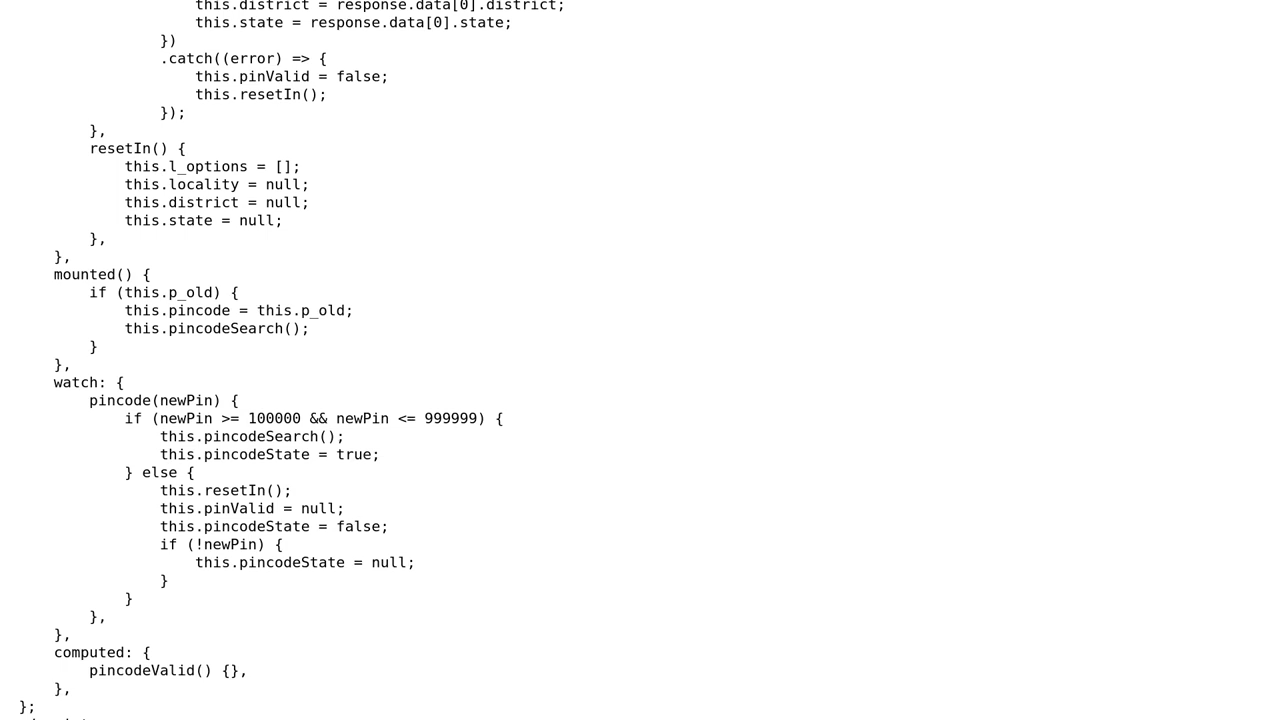 this.district = response.data[0].district;
this.state = response.data[0].state;
})
.catch((error) => {
this.pinValid = false;
this.resetIn();
});
},
resetIn() {
this.l_options = [];
this.locality = null;
this.district = null;
this.state = null;
},
},
mounted() {
if (this.p_old) {
this.pincode = this.p_old;
this.pincodeSearch();
}
},
watch: {
pincode(newPin) {
if (newPin >= 100000 && newPin <= 999999) {
this.pincodeSearch();
this.pincodeState = true;
} else {
this.resetIn();
this.pinValid = null;
this.pincodeState = false;
if (!newPin) {
this.pincodeState = null;
}
}
},
},
computed: {
pincodeValid() {},
},
};